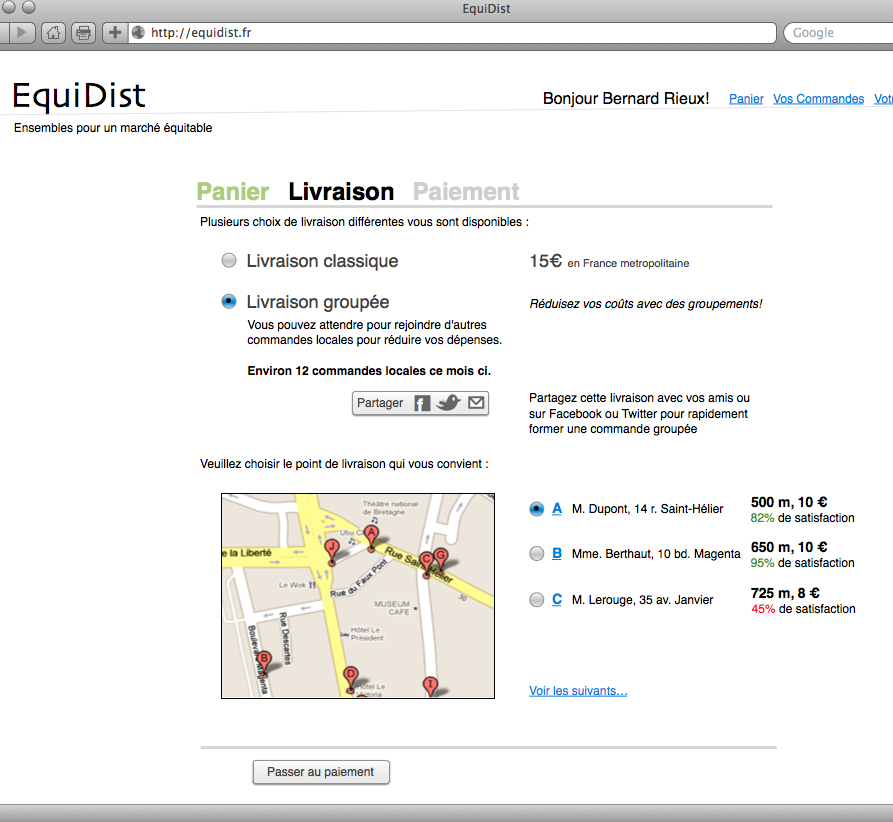 EquiDist
http://equidist.fr
Google
EquiDist
Bonjour Bernard Rieux! Panier Vos Commandes
Ensembles pour un marché équitable
Panier Livraison Paiement
Plusieurs choix de livraison différentes vous sont disponibles :
Livraison classique 15€ en France metropolitaine
Livraison groupée Réduisez vos coûts avec des groupements!
Vous pouvez attendre pour rejoindre d'autres
commandes locales pour réduire vos dépenses.
Environ 12 commandes locales ce mois ci.
Partager
Partagez cette livraison avec vos amis ou
sur Facebook ou Twitter pour rapidement
former une commande groupée
Veuillez choisir le point de livraison qui vous convient :
Théâtre national
de Bretagne
Ubu
A
J
C
G
e la Liberté
Rue Saint-Hélier
Le Wok
Rue du Faux Pont
MUSEUM
CAFE
30
Hôtel Le
Président
Rue Descartes
Boulevard Magenta
B
D
Hôtel Le
Victoria
I
A M. Dupont, 14 r. Saint-Hélier 500 m, 10 €
82% de satisfaction
B Mme. Berthaut, 10 bd. Magenta 650 m, 10 €
95% de satisfaction
C M. Lerouge, 35 av. Janvier 725 m, 8 €
45% de satisfaction
Voir les suivants...
Passer au paiement